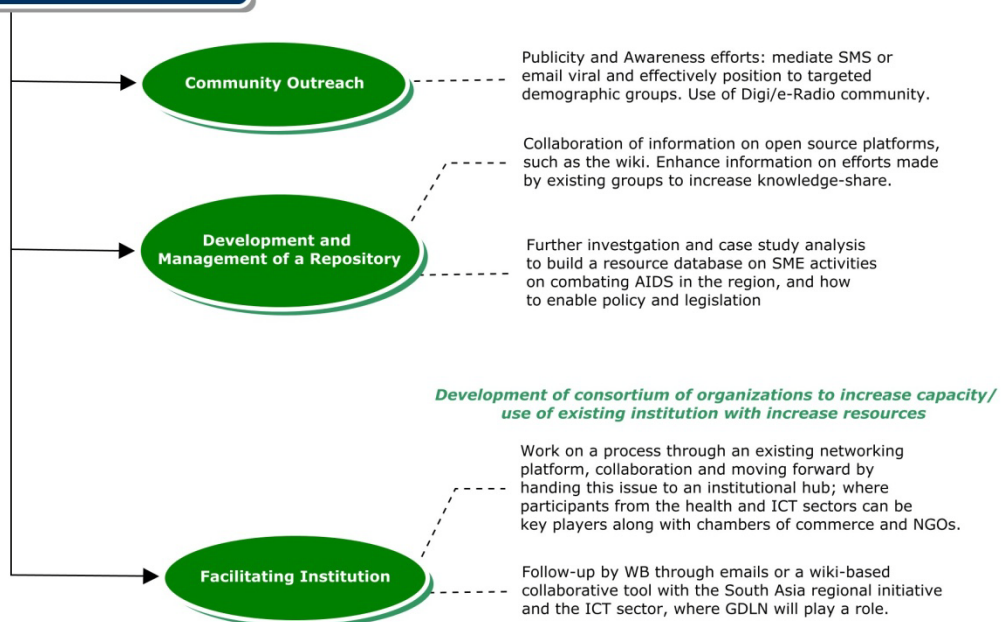 Community Outreach
Publicity and Awareness efforts: mediate SMS or
email viral and effectively position to targeted
demographic groups. Use of Digi/e-Radio community.
Collaboration of information on open source platforms,
such as the wiki. Enhance information on efforts made
by existing groups to increase knowledge-share.
Development and
Management of a Repository
Further investgation and case study analysis
to build a resource database on SME activities
on combating AIDS in the region, and how
to enable policy and legislation
Development of consortium of organizations to increase capacity/
use of existing institution with increase resources
Work on a process through an existing networking
platform, collaboration and moving forward by
handing this issue to an institutional hub; where
participants from the health and ICT sectors can be
key players along with chambers of commerce and NGOs.
Facilitating Institution
Follow-up by WB through emails or a wiki-based
collaborative tool with the South Asia regional initiative
and the ICT sector, where GDLN will play a role.